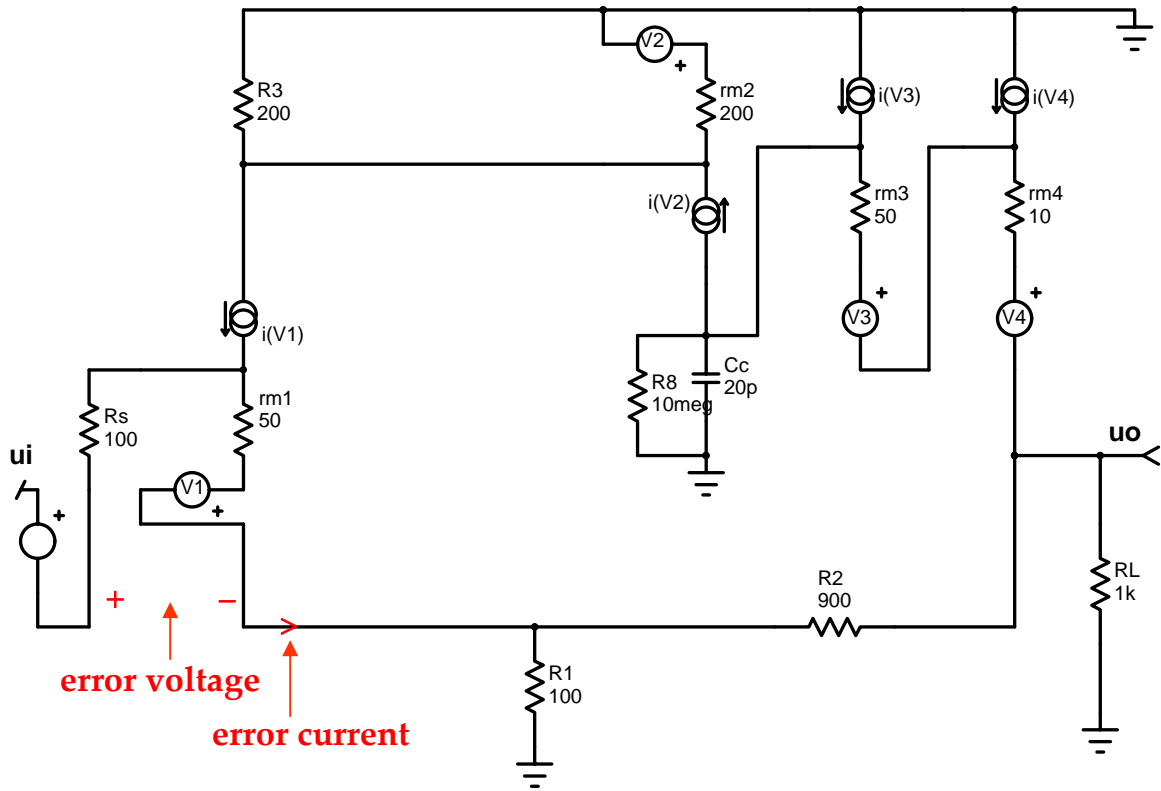 V2
+
R3
200
rm2
200
i(V3)
i(V4)
i(V2)
rm3
50
rm4
10
i(V1)
+
V3
+
V4
Rs
100
rm1
50
R8
10meg
Cc
20p
ui
+
V1
+
uo
+
−
R2
900
RL
1k
error voltage
R1
100
error current